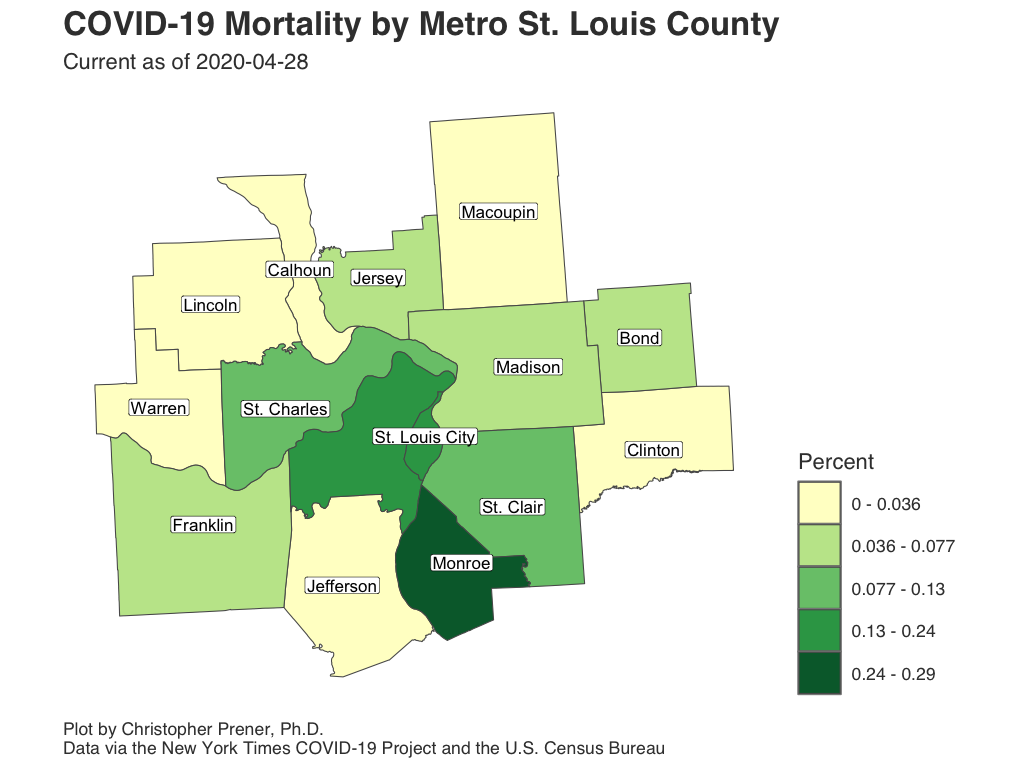 COVID-19 Mortality by Metro St. Louis County
Current as of 2020-04-28
Macoupin
Calhoun
Jersey
Lincoln
Bond
Madison
Warren
St. Charles
St. Louis City
Clinton
Franklin
St. Clair
Monroe
Jefferson
Percent
0 - 0.036
0.036 - 0.077
0.077 - 0.13
0.13 - 0.24
0.24 - 0.29
Plot by Christopher Prener, Ph.D.
Data via the New York Times COVID-19 Project and the U.S. Census Bureau